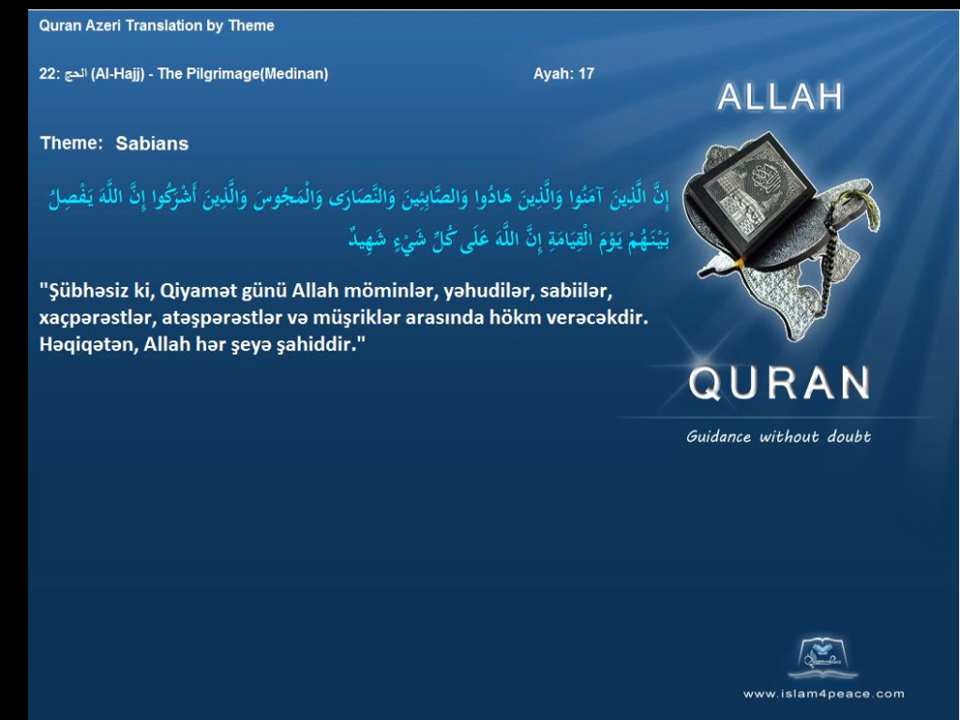 Quran Azeri Translation by Theme
22: الحج (Al-Hajj) - The Pilgrimage(Medinan) Ayah: 17
Theme: Sabians
إِنَّ الَّذِينَ آمَنُوا وَالَّذِينَ هَادُوا وَالصَّابِئِينَ وَالنَّصَارَى وَالْمَجُوسَ وَالَّذِينَ أَشْرَكُوا إِنَّ اللَّهَ يَفْصِلُ
بَيْنَهُمْ يَوْمَ الْقِيَامَةِ إِنَّ اللَّهَ عَلَى كُلِّ شَيْءٍ شَهِيدٌ
"Şübhəsiz ki, Qiyamət günü Allah möminlər, yəhudilər, sabiilər,
xaçpərəstlər, atəşpərəstlər və müşriklər arasında hökm verəcəkdir.
Həqiqətən, Allah hər şeyə şahiddir."
ALLAH
QURAN
Guidance without doubt
www.islam4peace.com